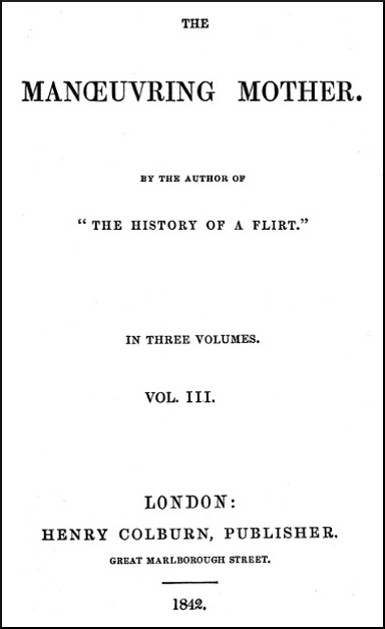 THE
MANŒUVRING MOTHER.
BY THE AUTHOR OF
“ THE HISTORY OF A FLIRT.”
IN THREE VOLUMES.
VOL. III.
LONDON:
HENRY COLBURN, PUBLISHER.
GREAT MARLBOROUGH STREET.
1842.